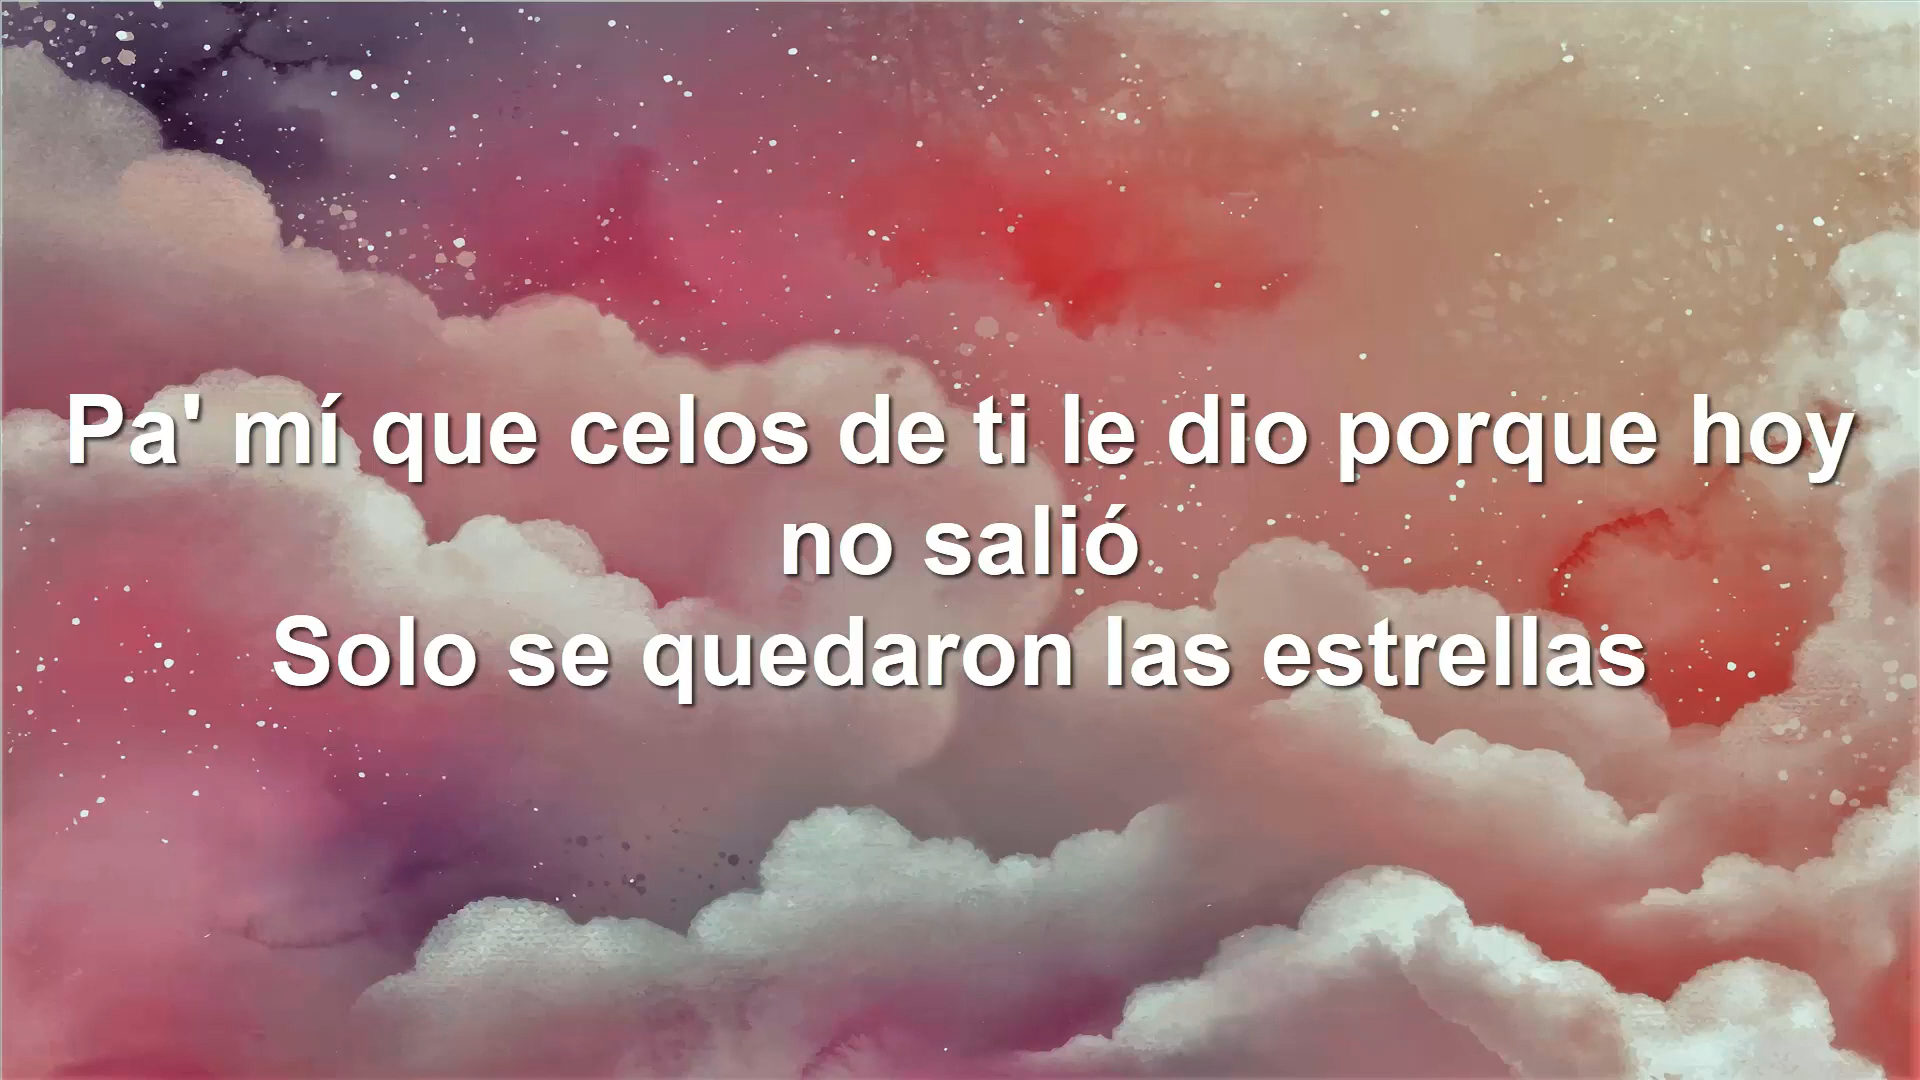 Pa' mí que celos de ti le dio porque hoy
no salió
Solo se quedaron las estrellas